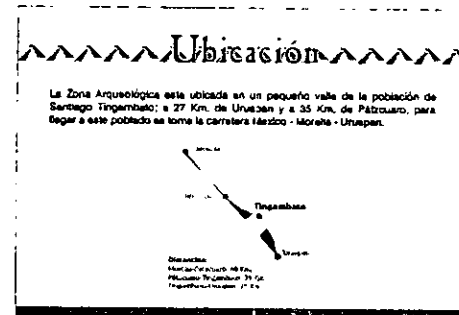 Ubicación
La Zona Arqueológica esta ubicada en un pequeño valle de la población de
Santiago Tingambato; a 27 Km. de Uruapan y a 35 Km. de Pátzcuaro, para
llegar a este poblado se toma la carretera México - Morelia - Uruapan.
Tingambato
Uruapan
Distancias: